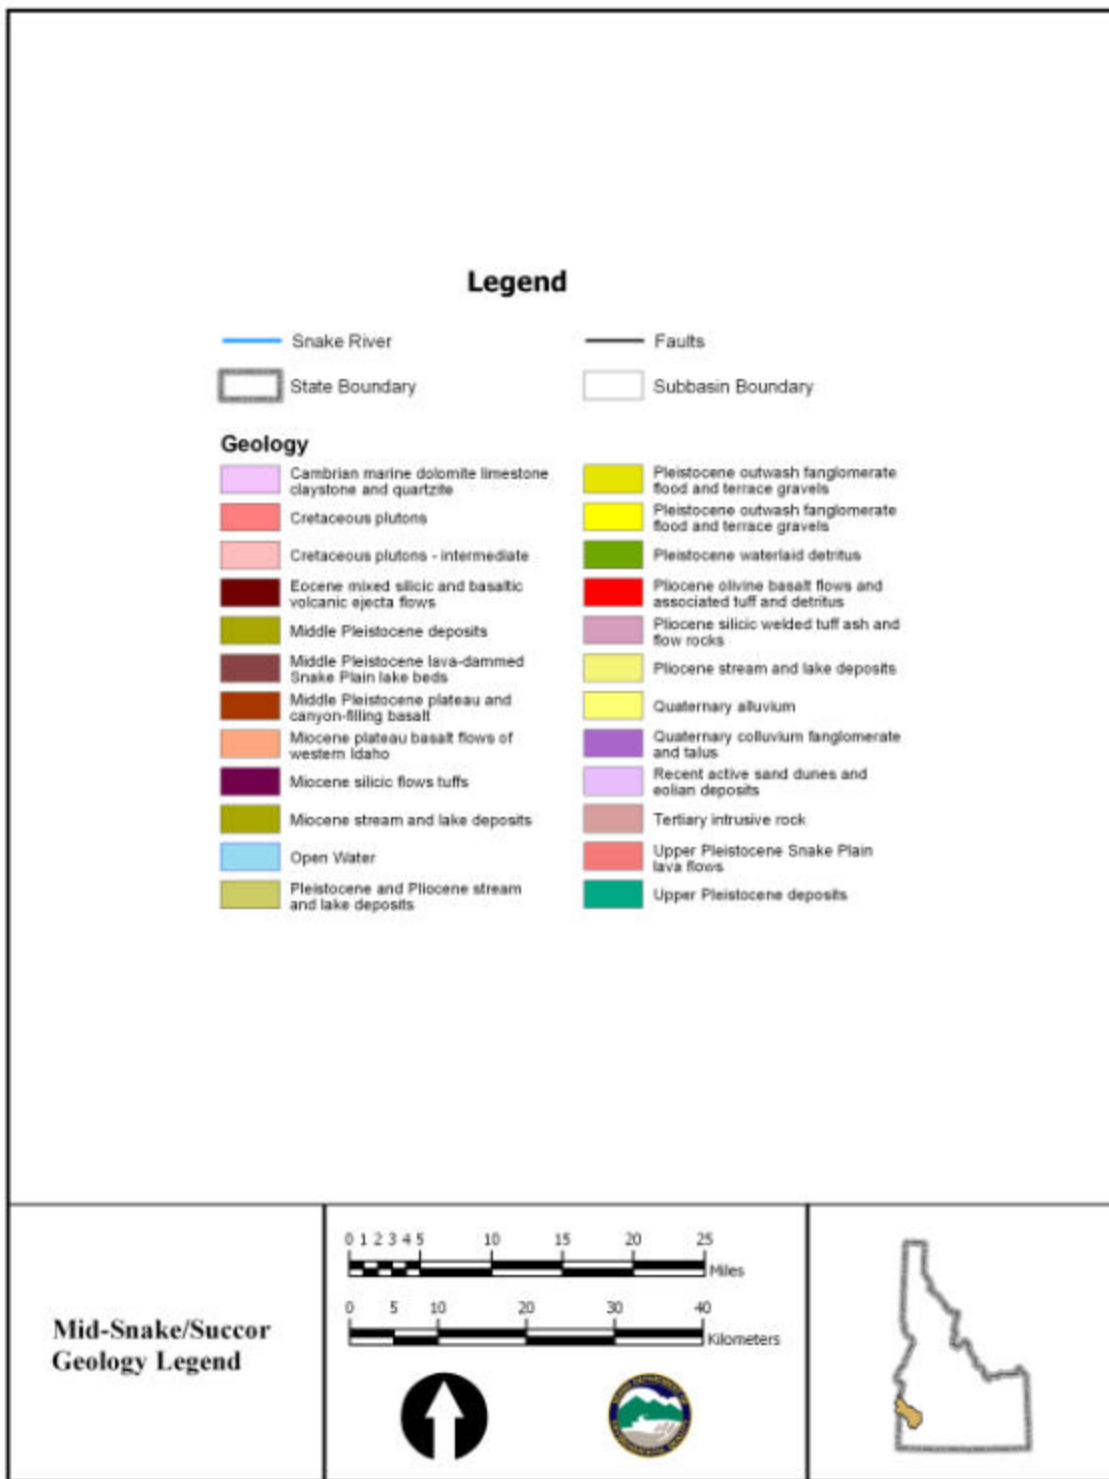 Legend
Snake River
Faults
State Boundary
Subbasin Boundary
Geology
Cambrian marine dolomite limestone
claystone and quartzite
Cretaceous plutons
Cretaceous plutons - intermediate
Eocene mixed silicic and basaltic
volcanic ejecta flows
Middle Pleistocene deposits
Middle Pleistocene lava-dammed
Snake Plain lake beds
Middle Pleistocene plateau and
canyon-filling basalt
Miocene plateau basalt flows of
western Idaho
Miocene silicic flows tuffs
Miocene stream and lake deposits
Open Water
Pleistocene and Pliocene stream
and lake deposits
Pleistocene outwash fanglomerate
flood and terrace gravels
Pleistocene outwash fanglomerate
flood and terrace gravels
Pleistocene waterlaid detritus
Pliocene olivine basalt flows and
associated tuff and detritus
Pliocene silicic welded tuff ash and
flow rocks
Pliocene stream and lake deposits
Quaternary alluvium
Quaternary colluvium fanglomerate
and talus
Recent active sand dunes and
eolian deposits
Tertiary intrusive rock
Upper Pleistocene Snake Plain
lava flows
Upper Pleistocene deposits
Mid-Snake/Succor
Geology Legend
0 1 2 3 4 5 10 15 20 25
Miles
0 5 10 20 30 40
Kilometers